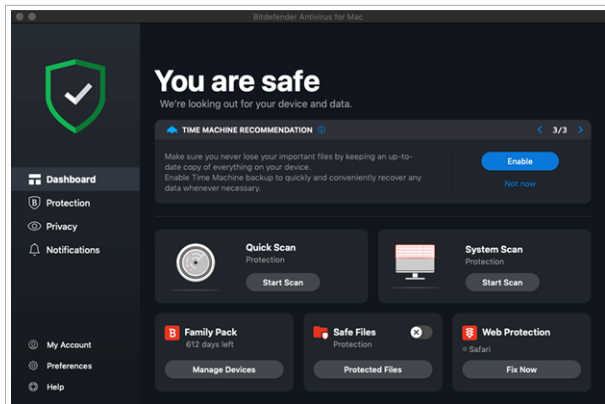 Bitdefender Antivirus for Mac
You are safe
We're looking out for your device and data.
TIME MACHINE RECOMMENDATION
3/3
Make sure you never lose your important files by keeping an up-to-
date copy of everything on your device.
Enable Time Machine backup to quickly and conveniently recover any
data whenever necessary.
Enable
Not now
Dashboard
Protection
Privacy
Notifications
Quick Scan
Protection
Start Scan
System Scan
Protection
Start Scan
B Family Pack
612 days left
Manage Devices
Safe Files
Protection
Protected Files
Web Protection
Safari
Fix Now
My Account
Preferences
Help